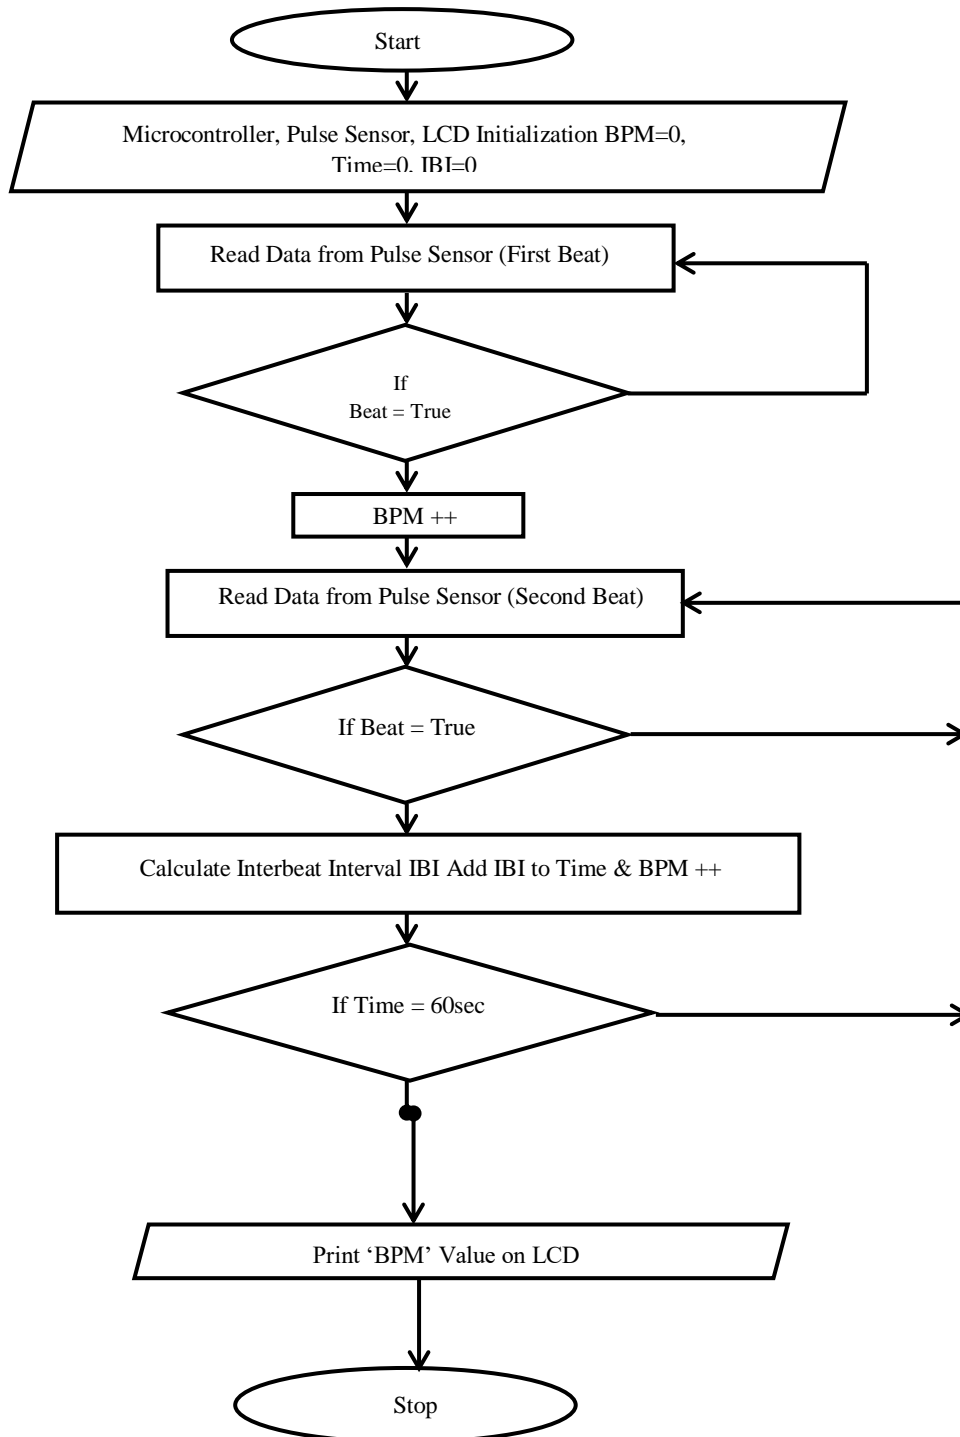 Start
Microcontroller, Pulse Sensor, LCD Initialization BPM=0,
Time=0, IBI=0
Read Data from Pulse Sensor (First Beat)
If
Beat = True
BPM ++
Read Data from Pulse Sensor (Second Beat)
If Beat = True
Calculate Interbeat Interval IBI Add IBI to Time & BPM ++
If Time = 60sec
Print ‘BPM’ Value on LCD
Stop